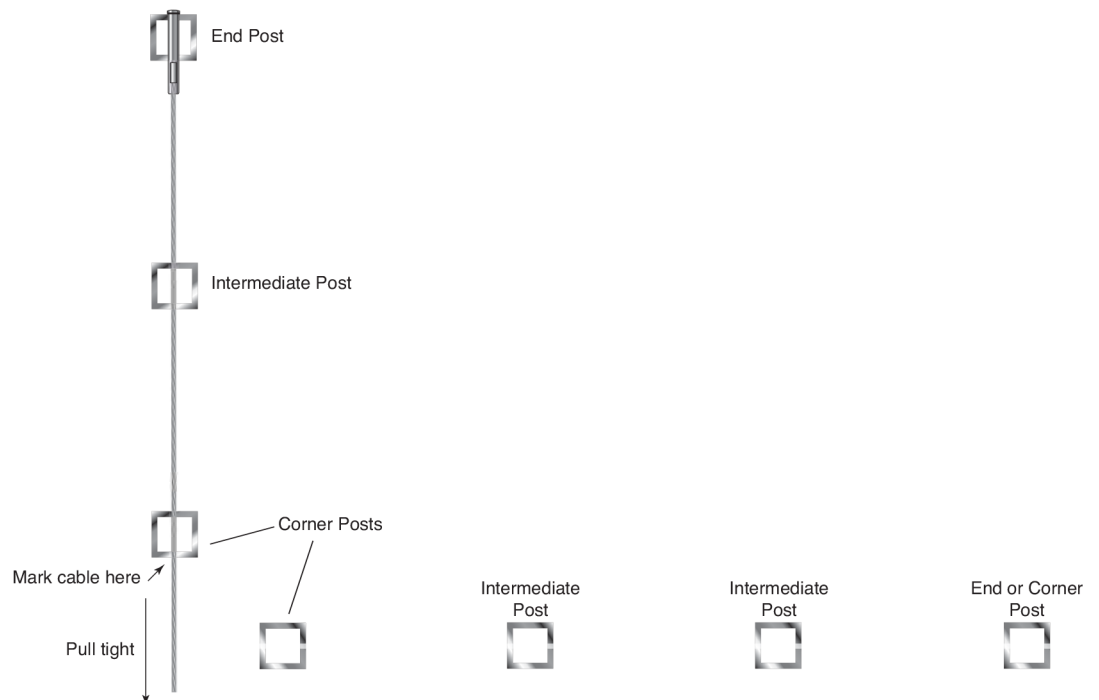 End Post
Intermediate Post
Corner Posts
Mark cable here
Pull tight
Intermediate
Post
Intermediate
Post
End or Corner
Post